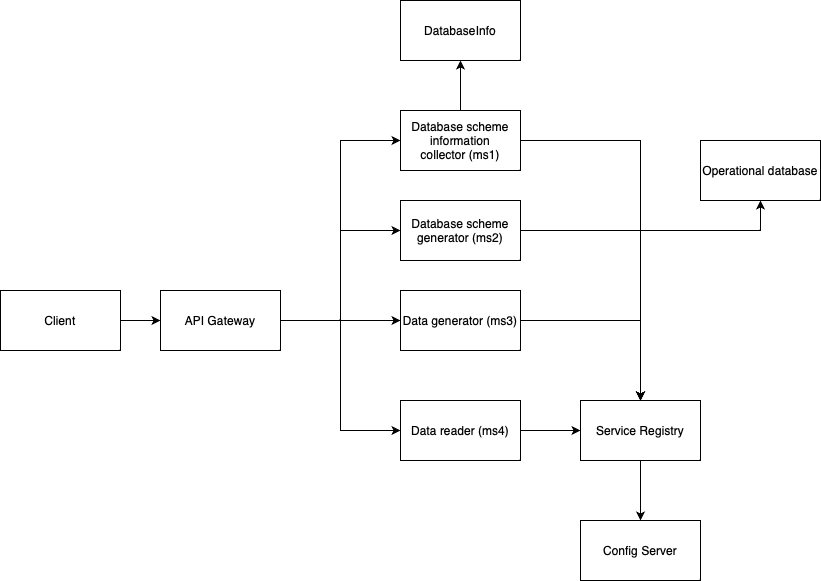 DatabaseInfo
Database scheme
information
collector (ms1)
Operational database
Database scheme
generator (ms2)
Client
API Gateway
Data generator (ms3)
Data reader (ms4)
Service Registry
Config Server